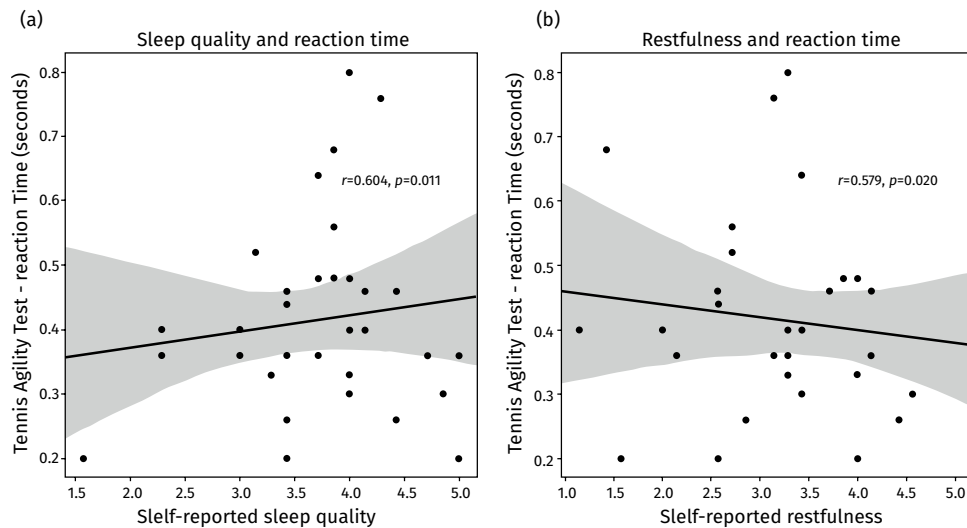 (a)
Sleep quality and reaction time
Tennis Agility Test - reaction Time (seconds)
0.8
0.7
0.6
0.5
0.4
0.3
0.2
r=0.604, p=0.011
1.5 2.0 2.5 3.0 3.5 4.0 4.5 5.0
Slelf-reported sleep quality
(b)
Restfulness and reaction time
Tennis Agility Test - reaction Time (seconds)
0.8
0.7
0.6
0.5
0.4
0.3
0.2
r=0.579, p=0.020
1.0 1.5 2.0 2.5 3.0 3.5 4.0 4.5 5.0
Slelf-reported restfulness